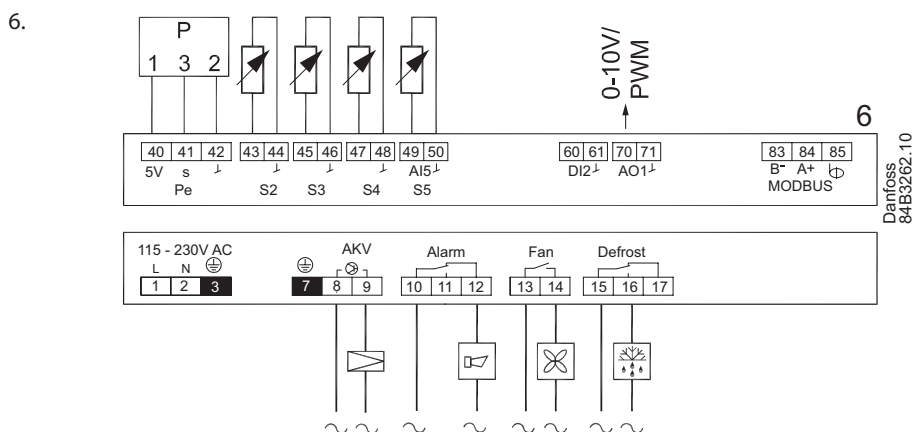 6.
P
1 3 2
0-10V/
PWM
6
40 41 42 43 44 45 46 47 48 49 50 60 61 70 71 83 84 85
5V s AI5 DI2 AO1 B- A+
Pe S2 S3 S4 S5 MODBUS
Danfoss
84B3262.10
115 - 230V AC AKV Alarm Fan Defrost
L N
1 2 3 7 8 9 10 11 12 13 14 15 16 17